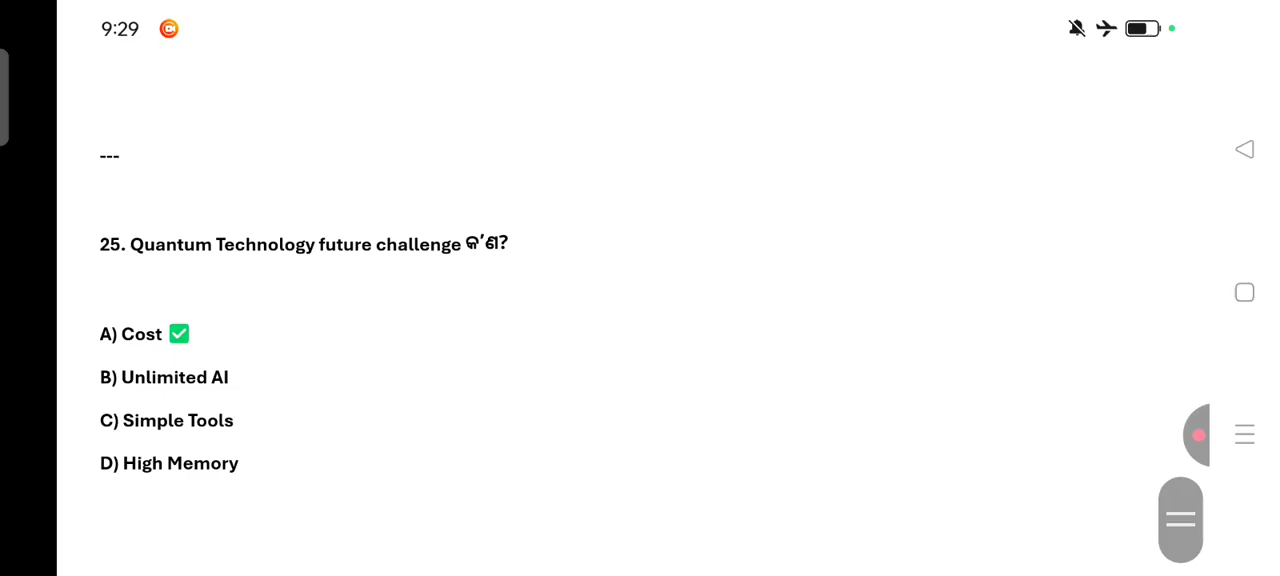 9:29
---
25. Quantum Technology future challenge କ'ଣ?
A) Cost ✅
B) Unlimited AI
C) Simple Tools
D) High Memory